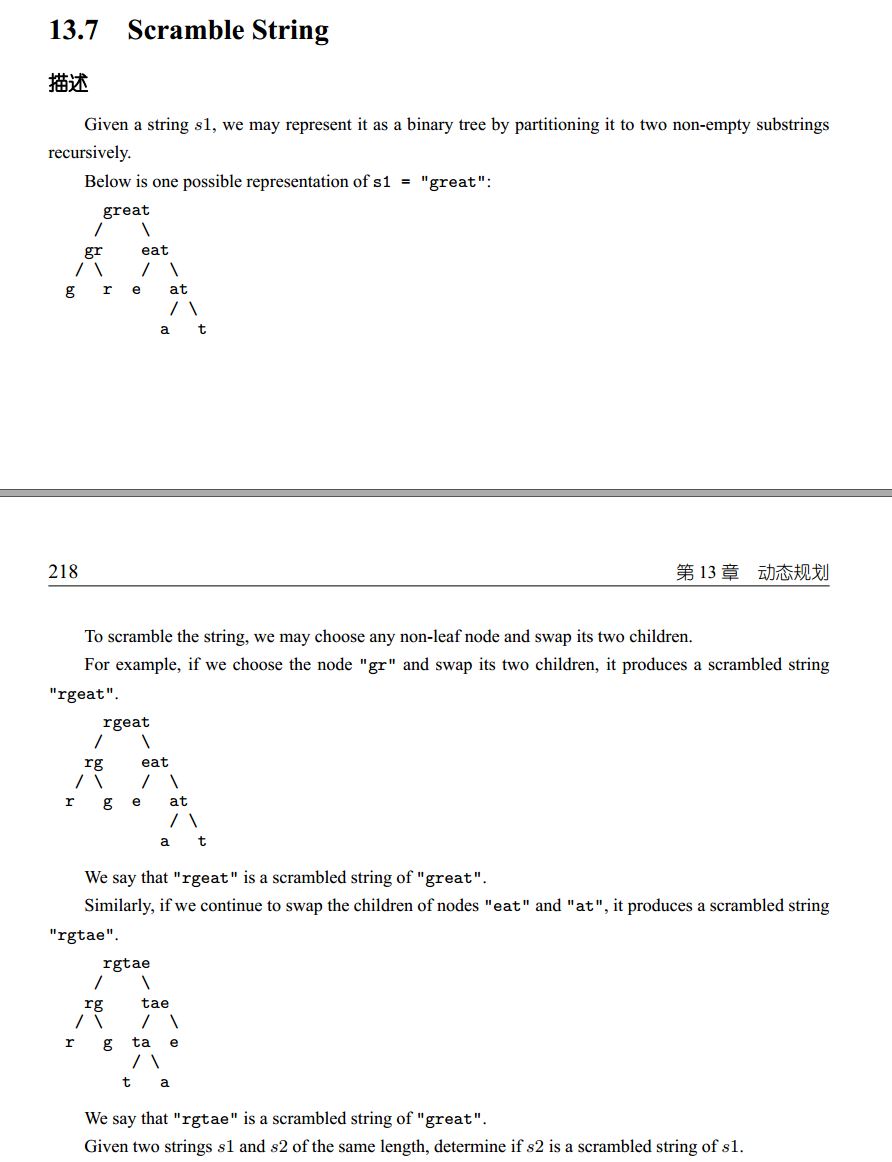 13.7 Scramble String
描述
Given a string s1, we may represent it as a binary tree by partitioning it to two non-empty substrings
recursively.
Below is one possible representation of s1 = "great":
great
/ \
gr eat
/ \ / \
g r e at
/ \
a t
218 第 13 章 动态规划
To scramble the string, we may choose any non-leaf node and swap its two children.
For example, if we choose the node "gr" and swap its two children, it produces a scrambled string
"rgeat".
rgeat
/ \
rg eat
/ \ / \
r g e at
/ \
a t
We say that "rgeat" is a scrambled string of "great".
Similarly, if we continue to swap the children of nodes "eat" and "at", it produces a scrambled string
"rgtae".
rgtae
/ \
rg tae
/ \ / \
r g ta e
/ \
t a
We say that "rgtae" is a scrambled string of "great".
Given two strings s1 and s2 of the same length, determine if s2 is a scrambled string of s1.